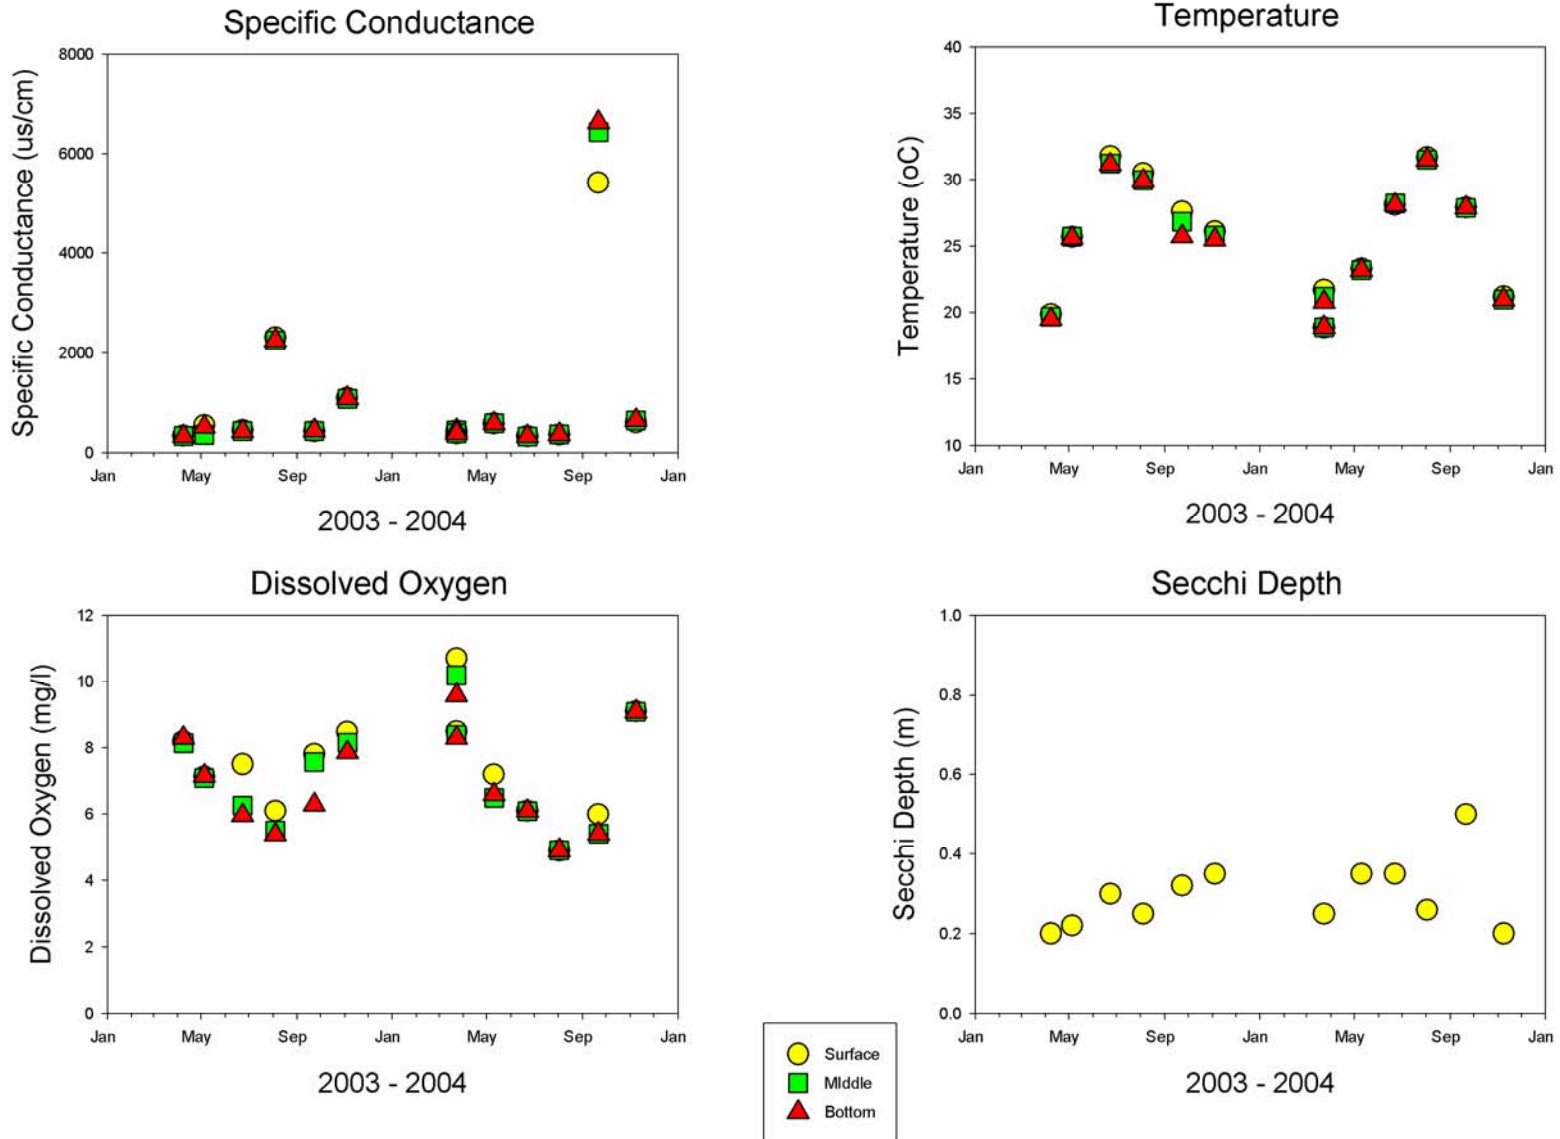 Specific Conductance
Specific Conductance (us/cm)
8000
6000
4000
2000
0
Jan May Sep Jan May Sep Jan
2003 - 2004
Temperature
Temperature (oC)
40
35
30
25
20
15
10
Jan May Sep Jan May Sep Jan
2003 - 2004
Dissolved Oxygen
Dissolved Oxygen (mg/l)
12
10
8
6
4
2
0
Jan May Sep Jan May Sep Jan
2003 - 2004
Secchi Depth
Secchi Depth (m)
1.0
0.8
0.6
0.4
0.2
0.0
Jan May Sep Jan May Sep Jan
2003 - 2004
Surface
MIddle
Bottom